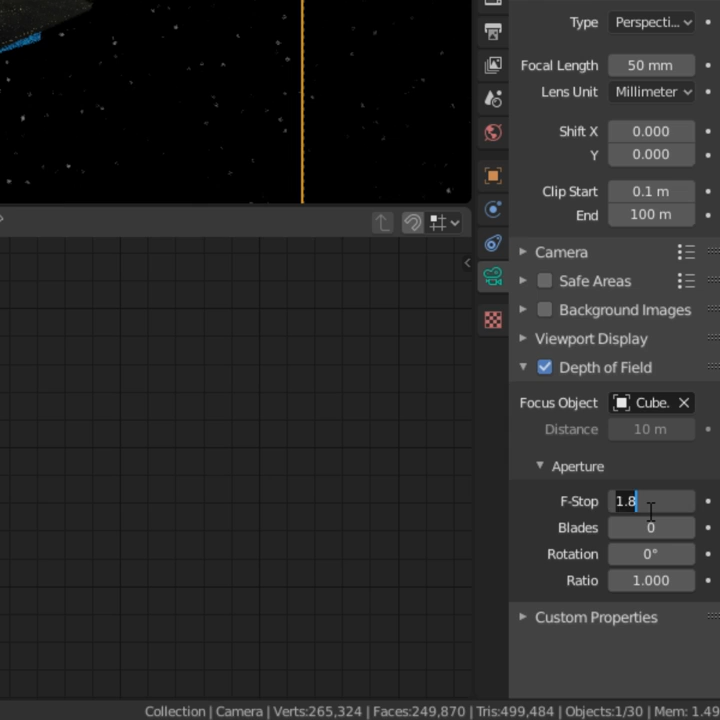 Type Perspecti...
Focal Length 50 mm
Lens Unit Millimeter
Shift X 0.000
Y 0.000
Clip Start 0.1 m
End 100 m
Camera
Safe Areas
Background Images
Viewport Display
Depth of Field
Focus Object Cube.
Distance 10 m
Aperture
F-Stop 1.8
Blades 0
Rotation 0°
Ratio 1.000
Custom Properties
Collection | Camera | Verts:265,324 | Faces:249,870 | Tris:499,484 | Objects:1/30 | Mem: 1.49